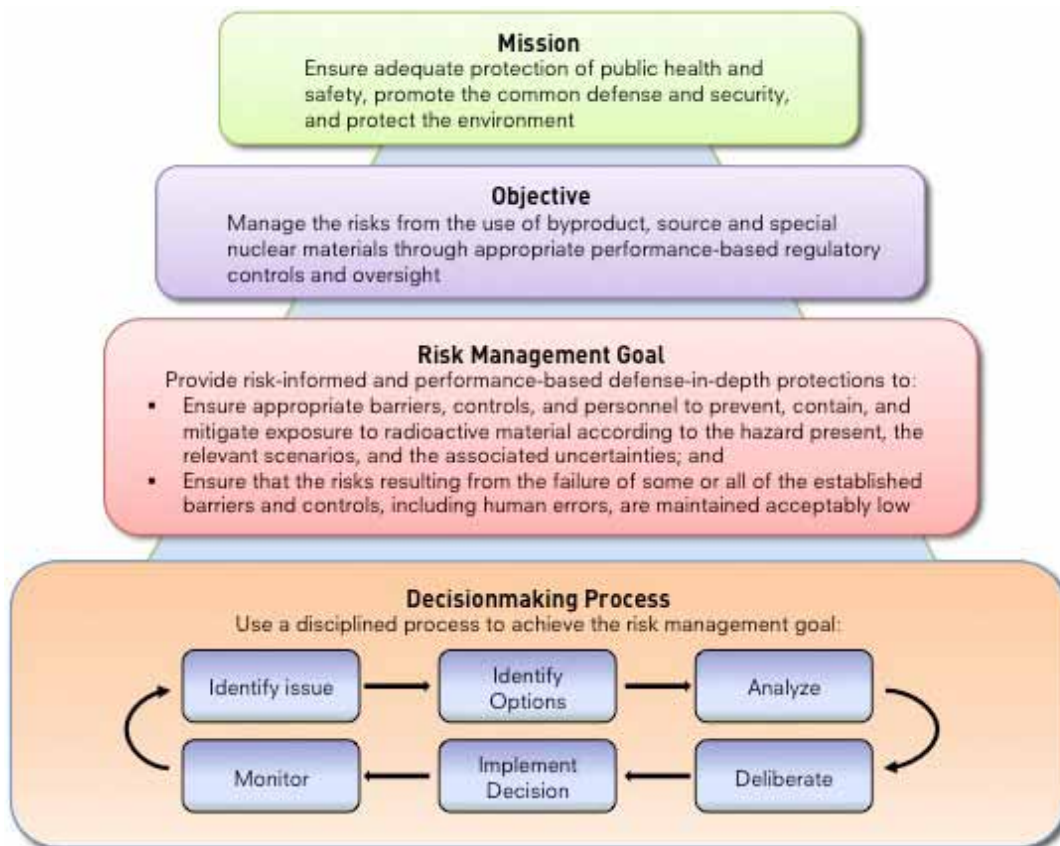 Mission
Ensure adequate protection of public health and
safety, promote the common defense and security,
and protect the environment
Objective
Manage the risks from the use of byproduct, source and special
nuclear materials through appropriate performance-based regulatory
controls and oversight
Risk Management Goal
Provide risk-informed and performance-based defense-in-depth protections to:
▪ Ensure appropriate barriers, controls, and personnel to prevent, contain, and
mitigate exposure to radioactive material according to the hazard present, the
relevant scenarios, and the associated uncertainties; and
▪ Ensure that the risks resulting from the failure of some or all of the established
barriers and controls, including human errors, are maintained acceptably low
Decisionmaking Process
Use a disciplined process to achieve the risk management goal:
Identify issue
Identify
Options
Analyze
Monitor
Implement
Decision
Deliberate